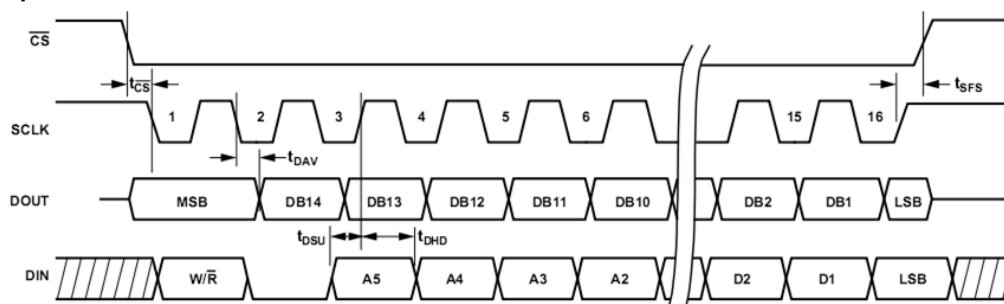 CS
tCS
tSFS
SCLK
1 2 3 4 5 6 15 16
tDAV
DOUT
MSB DB14 DB13 DB12 DB11 DB10 DB2 DB1 LSB
tDSU tDHD
DIN
W/R A5 A4 A3 A2 D2 D1 LSB